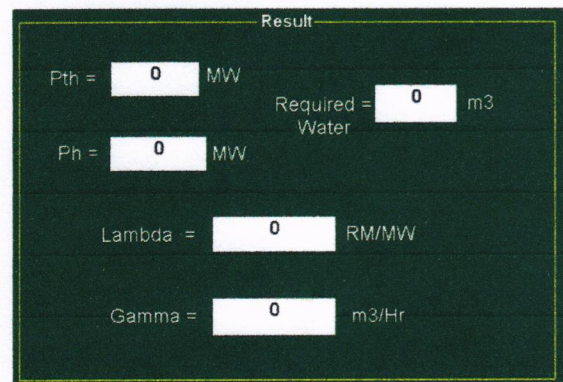 Result
Pth = 0 MW
Required = 0 m3
Water
Ph = 0 MW
Lambda = 0 RM/MW
Gamma = 0 m3/Hr